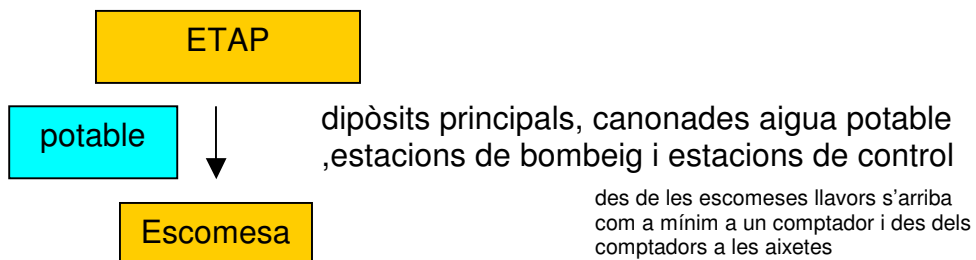 ETAP
potable
dipòsits principals, canonades aigua potable
,estacions de bombeig i estacions de control
des de les escomeses llavors s'arriba
com a mínim a un comptador i des dels
comptadors a les aixetes
Escomesa